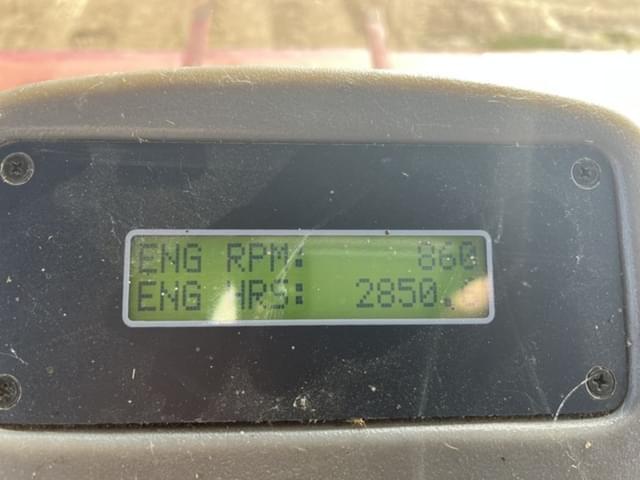 ENG RPM: 860
ENG HRS: 2850.